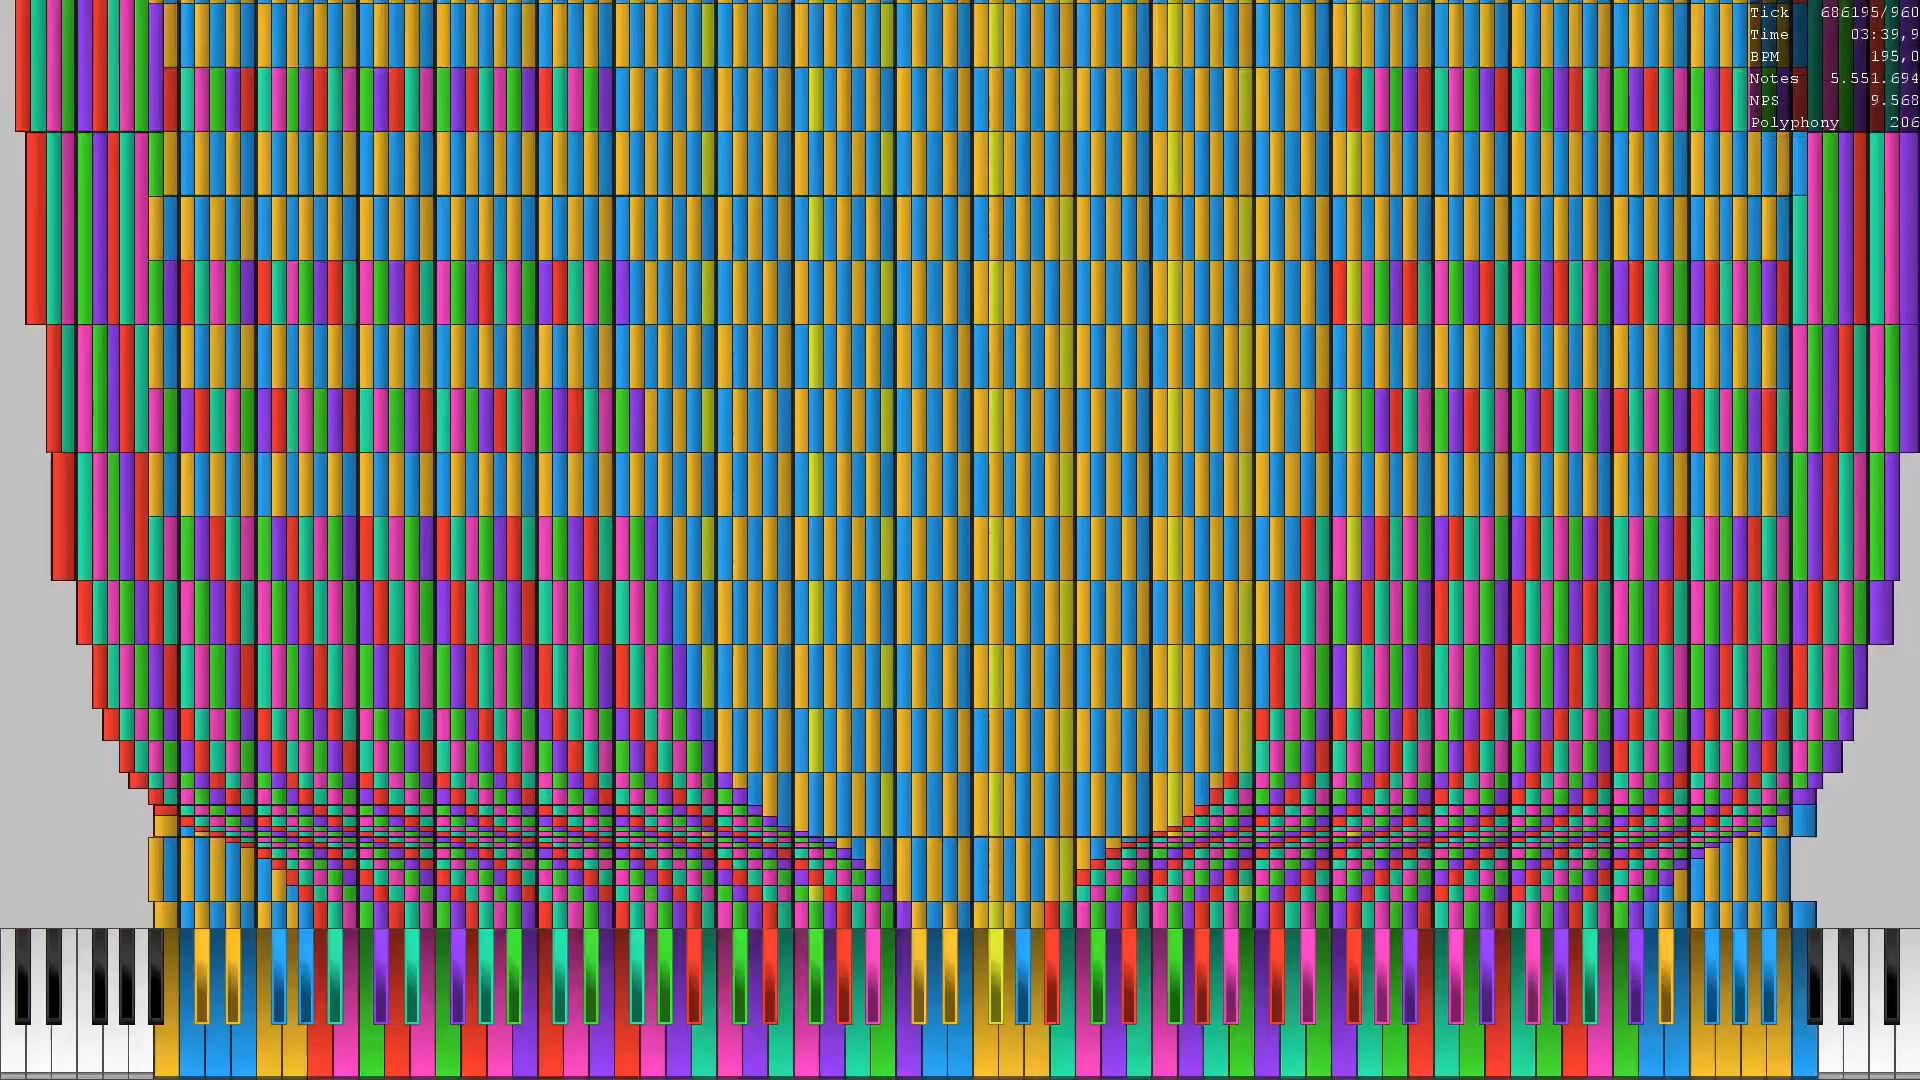 Tick 686195/960
Time 03:39,9
BPM 195,0
Notes 5.551.694
NPS 9.568
Polyphony 206